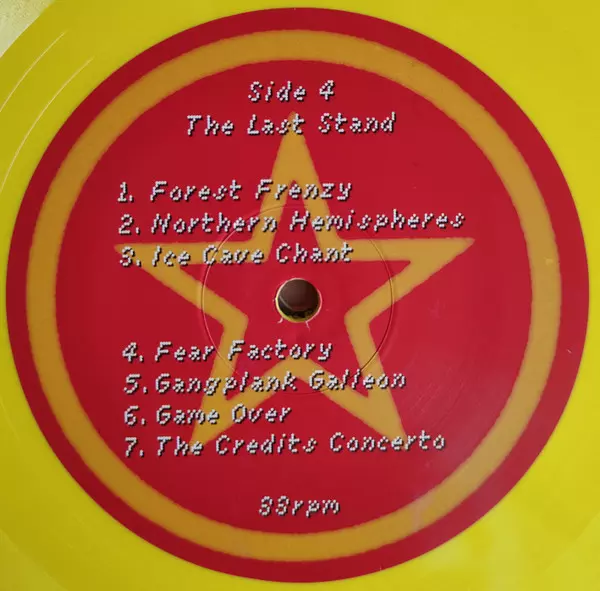 Side 4
The Last Stand
1. Forest Frenzy
2. Northern Hemispheres
3. Ice Cave Chant
4. Fear Factory
5. Gangplank Galleon
6. Game Over
7. The Credits Concerto
33rpm